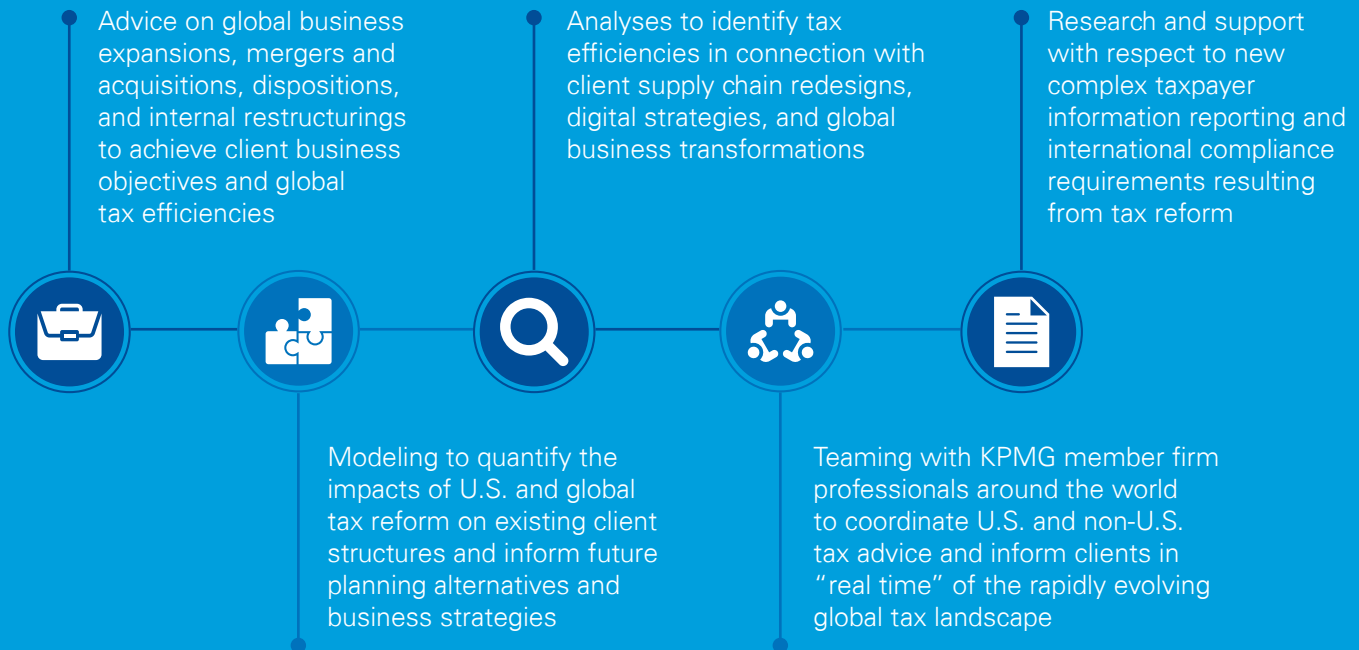 Advice on global business
expansions, mergers and
acquisitions, dispositions,
and internal restructurings
to achieve client business
objectives and global
tax efficiencies
Analyses to identify tax
efficiencies in connection with
client supply chain redesigns,
digital strategies, and global
business transformations
Research and support
with respect to new
complex taxpayer
information reporting and
international compliance
requirements resulting
from tax reform
Modeling to quantify the
impacts of U.S. and global
tax reform on existing client
structures and inform future
planning alternatives and
business strategies
Teaming with KPMG member firm
professionals around the world
to coordinate U.S. and non-U.S.
tax advice and inform clients in
“real time” of the rapidly evolving
global tax landscape